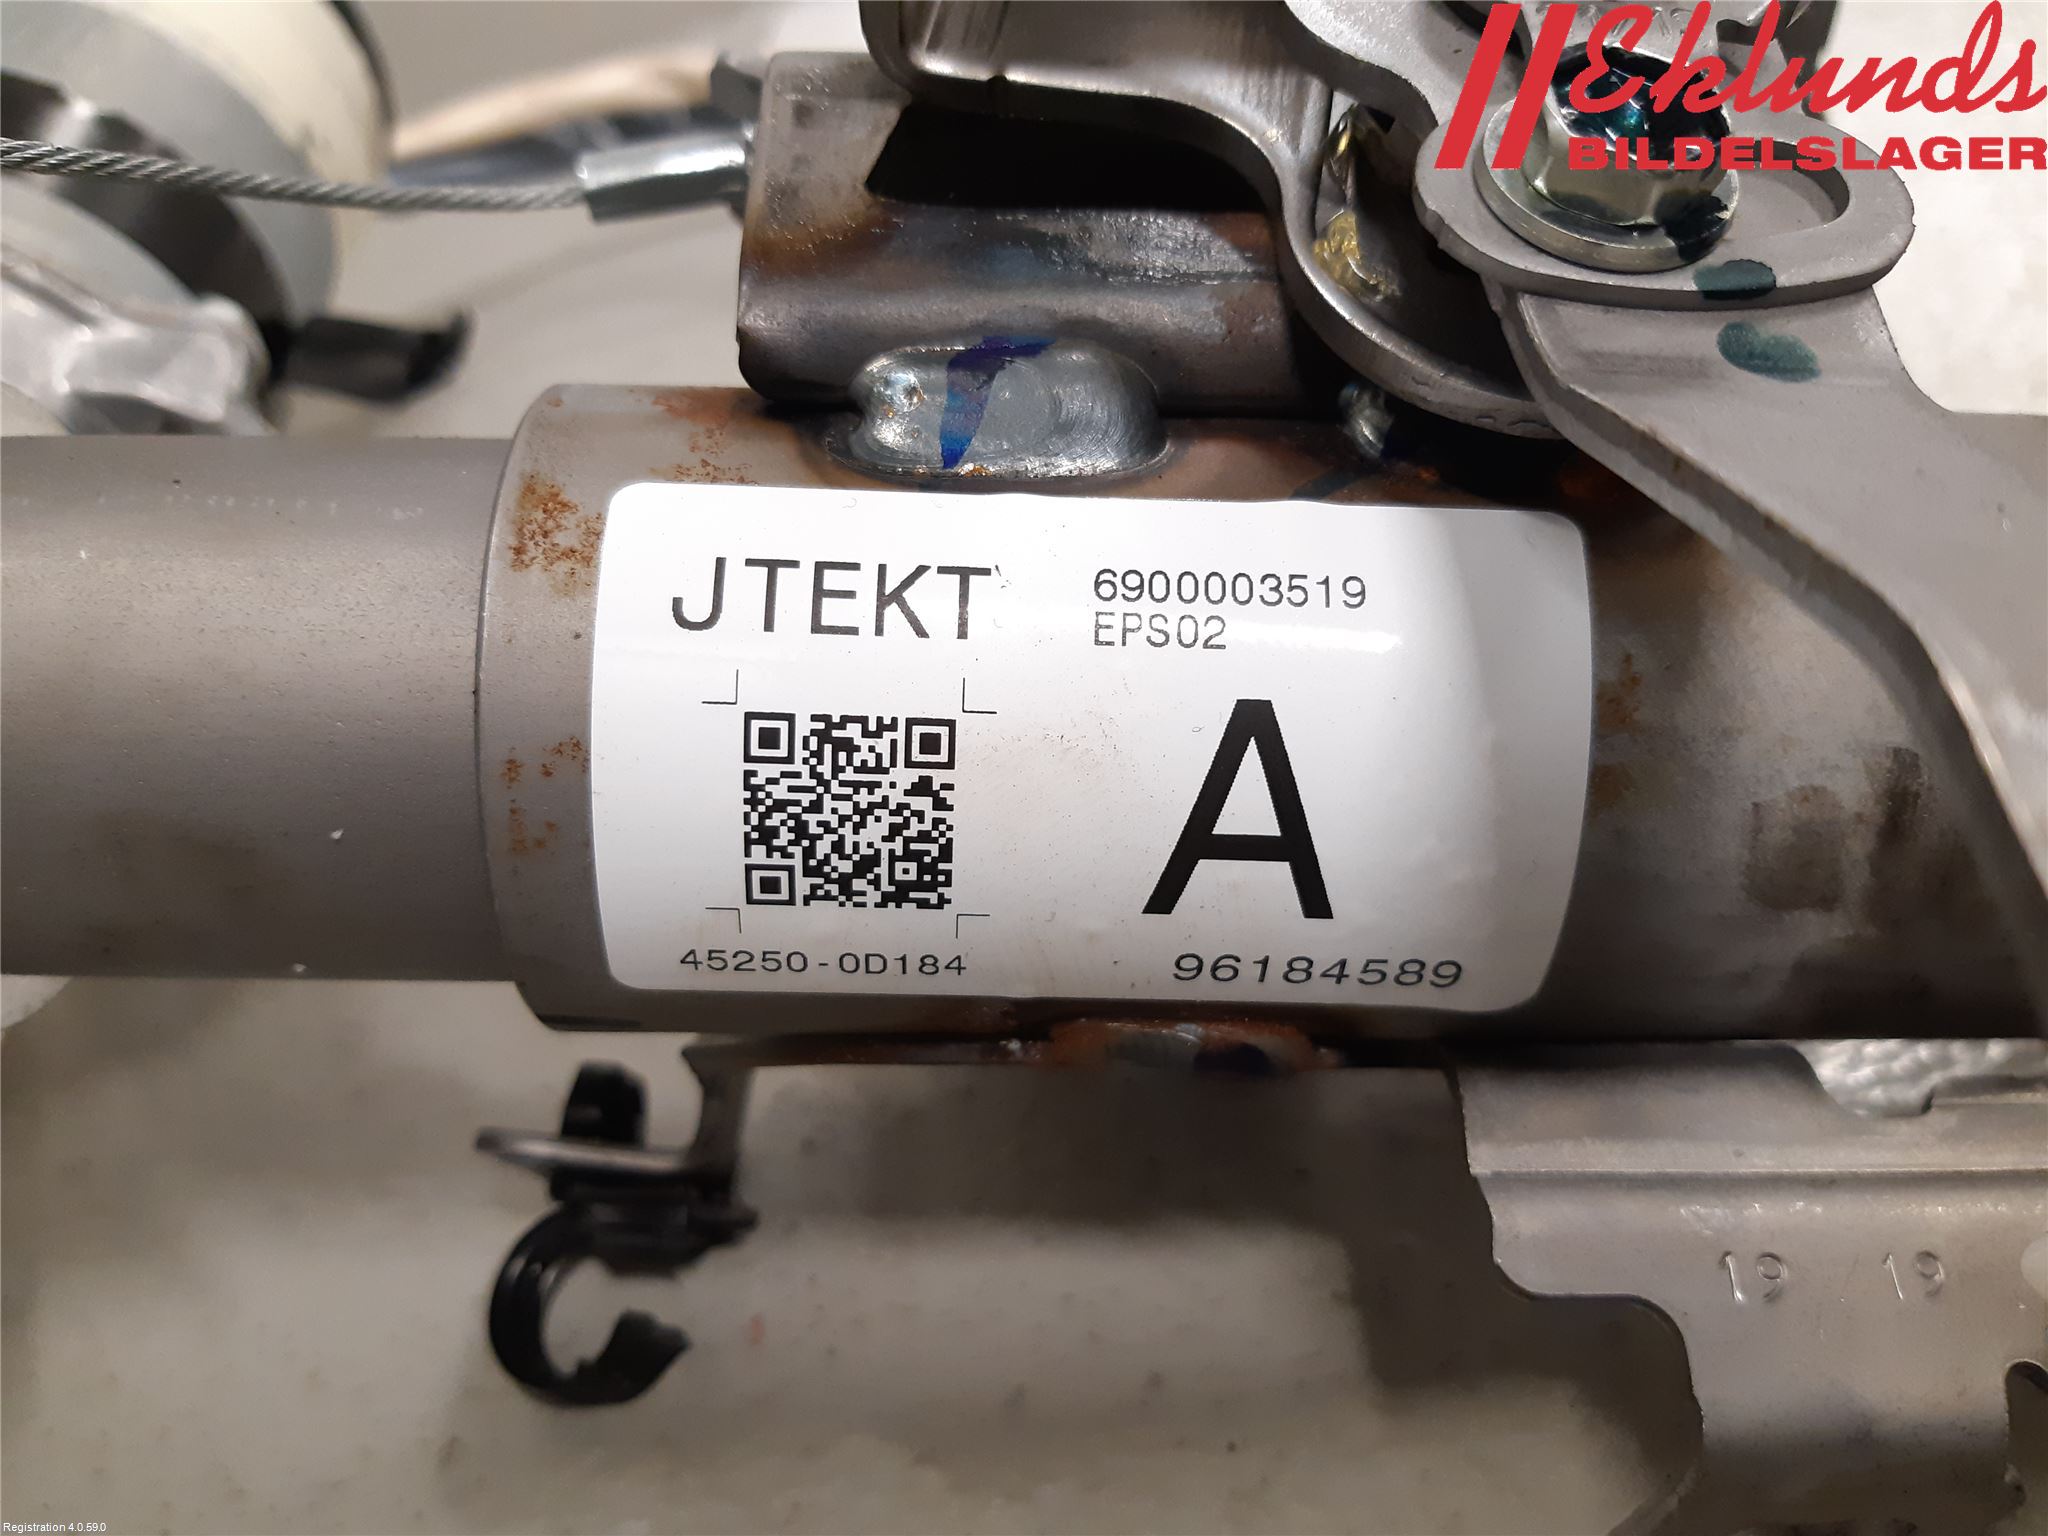 Eklunds
BILDELSLAGER
JTEKT
6900003519
EPS02
A
45250-0D184
96184589
19 / 19
Registration 4.0.59.0